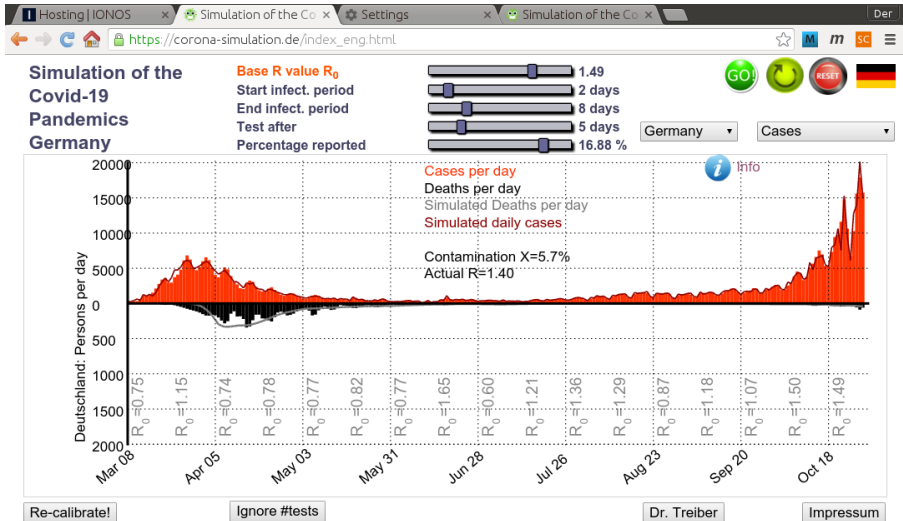 Hosting | IONOS
Simulation of the Co
Settings
Simulation of the Co
Der
https://corona-simulation.de/index_eng.html
M
m
SC
Simulation of the
Covid-19
Pandemics
Germany
Base R value R0 1.49
Start infect. period 2 days
End infect. period 8 days
Test after 5 days
Percentage reported 16.88 %
GO!
RESET
Germany
Cases
i Info
Cases per day
Deaths per day
Simulated Deaths per day
Simulated daily cases
Contamination X=5.7%
Actual R=1.40
Deutschland: Persons per day
20000
15000
10000
5000
0
500
1000
1500
2000
R0=0.75
R0=1.15
R0=0.74
R0=0.78
R0=0.77
R0=0.82
R0=0.77
R0=1.65
R0=0.60
R0=1.21
R0=1.36
R0=1.29
R0=0.87
R0=1.18
R0=1.07
R0=1.50
R0=1.49
Mar 08
Apr 05
May 03
May 31
Jun 28
Jul 26
Aug 23
Sep 20
Oct 18
Re-calibrate!
Ignore #tests
Dr. Treiber
Impressum